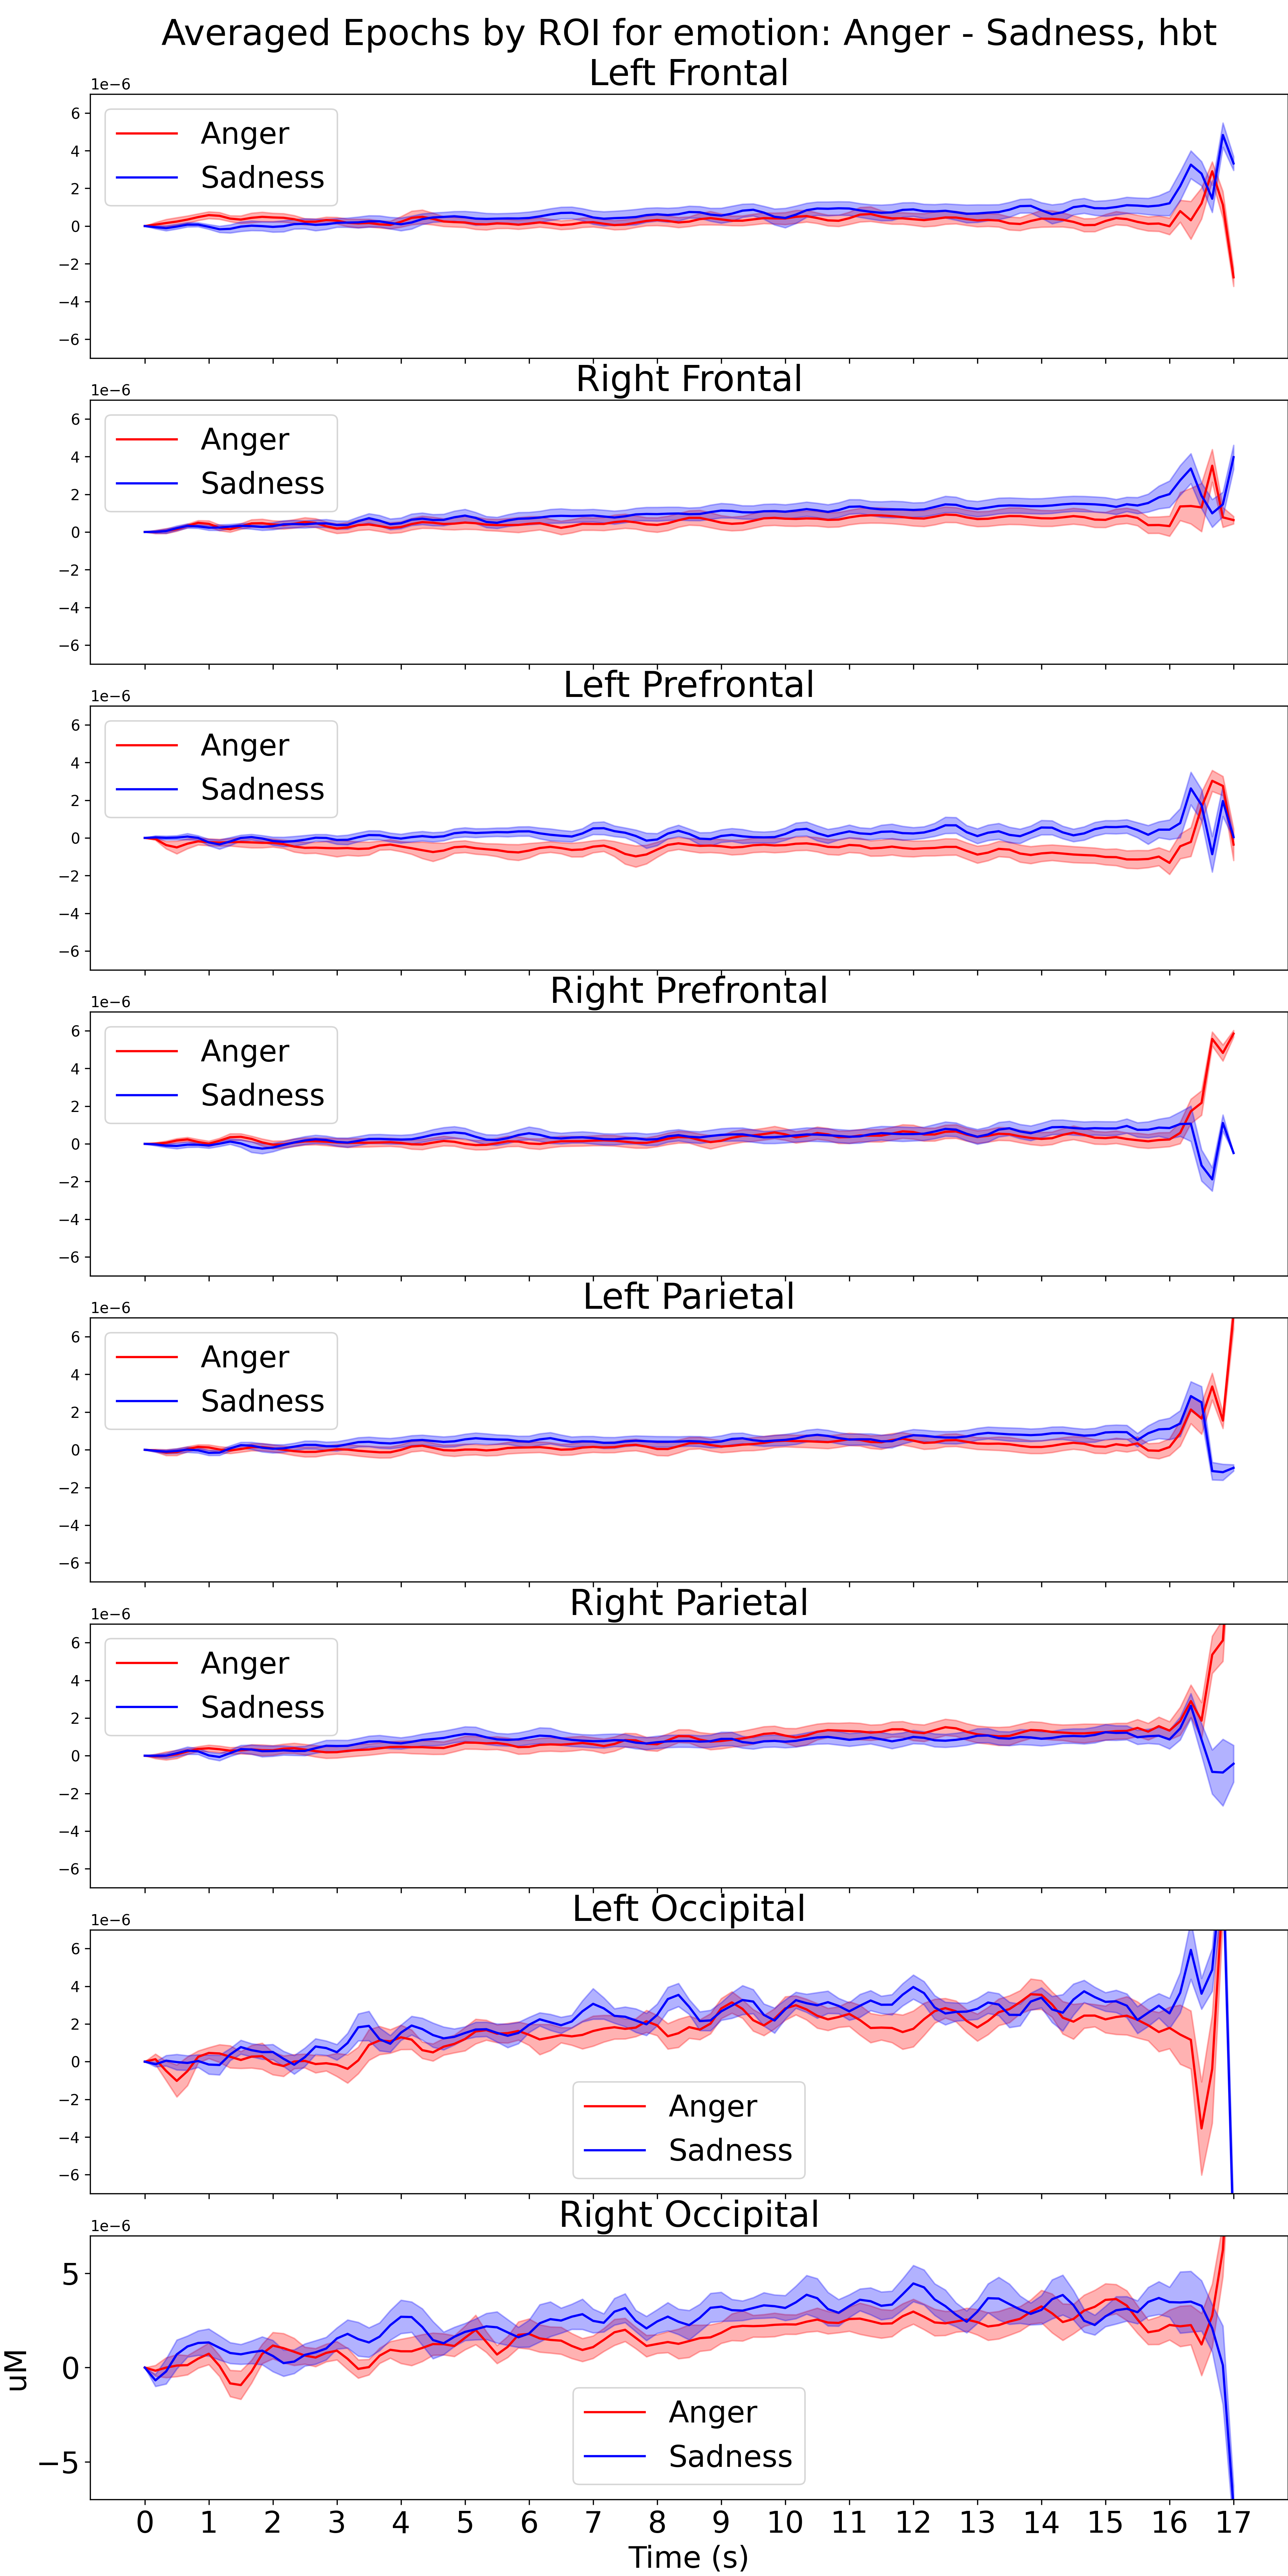 Averaged Epochs by ROI for emotion: Anger - Sadness, hbt
Left Frontal
1e−6
6
4
2
0
−2
−4
−6
Anger
Sadness
Right Frontal
1e−6
6
4
2
0
−2
−4
−6
Anger
Sadness
Left Prefrontal
1e−6
6
4
2
0
−2
−4
−6
Anger
Sadness
Right Prefrontal
1e−6
6
4
2
0
−2
−4
−6
Anger
Sadness
Left Parietal
1e−6
6
4
2
0
−2
−4
−6
Anger
Sadness
Right Parietal
1e−6
6
4
2
0
−2
−4
−6
Anger
Sadness
Left Occipital
1e−6
6
4
2
0
−2
−4
−6
Anger
Sadness
Right Occipital
1e−6
5
0
−5
uM
Anger
Sadness
0 1 2 3 4 5 6 7 8 9 10 11 12 13 14 15 16 17
Time (s)